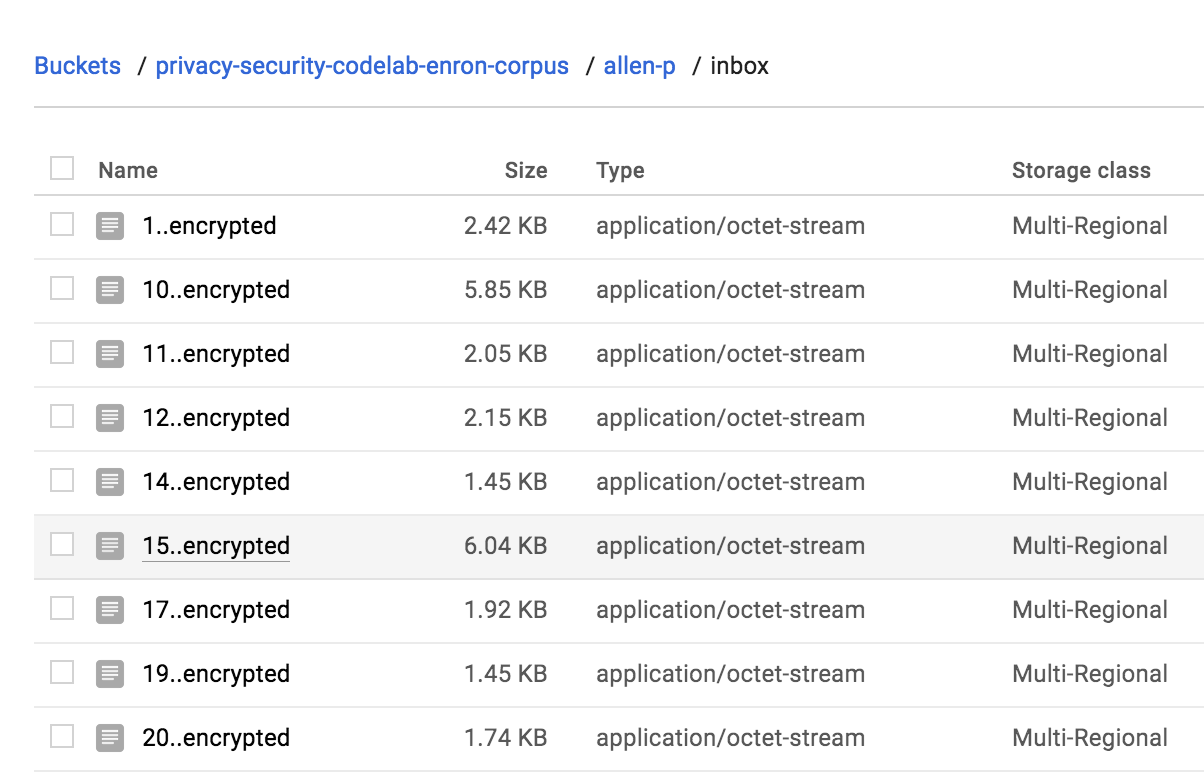 Buckets / privacy-security-codelab-enron-corpus / allen-p / inbox
Name Size Type Storage class
1..encrypted 2.42 KB application/octet-stream Multi-Regional
10..encrypted 5.85 KB application/octet-stream Multi-Regional
11..encrypted 2.05 KB application/octet-stream Multi-Regional
12..encrypted 2.15 KB application/octet-stream Multi-Regional
14..encrypted 1.45 KB application/octet-stream Multi-Regional
15..encrypted 6.04 KB application/octet-stream Multi-Regional
17..encrypted 1.92 KB application/octet-stream Multi-Regional
19..encrypted 1.45 KB application/octet-stream Multi-Regional
20..encrypted 1.74 KB application/octet-stream Multi-Regional